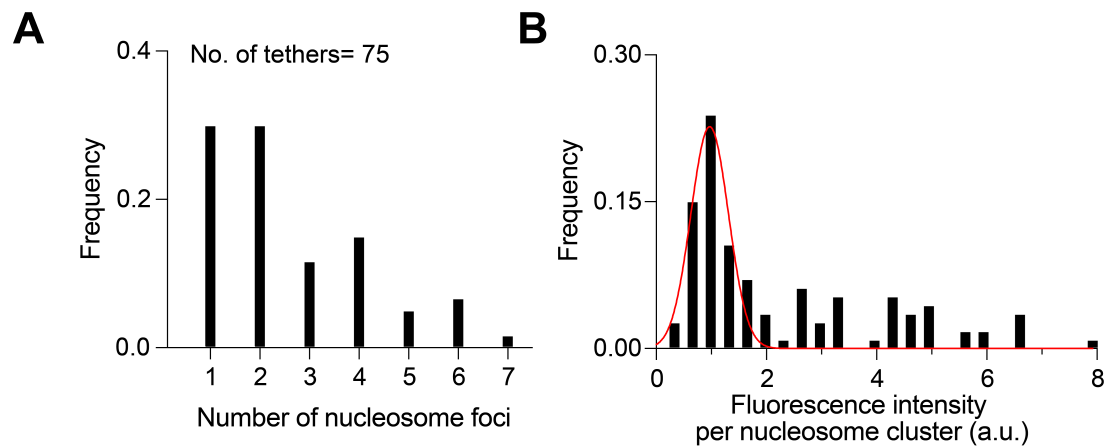 A
No. of tethers= 75
Frequency
0.4
0.2
0.0
1 2 3 4 5 6 7
Number of nucleosome foci
B
Frequency
0.30
0.15
0.00
0 2 4 6 8
Fluorescence intensity
per nucleosome cluster (a.u.)